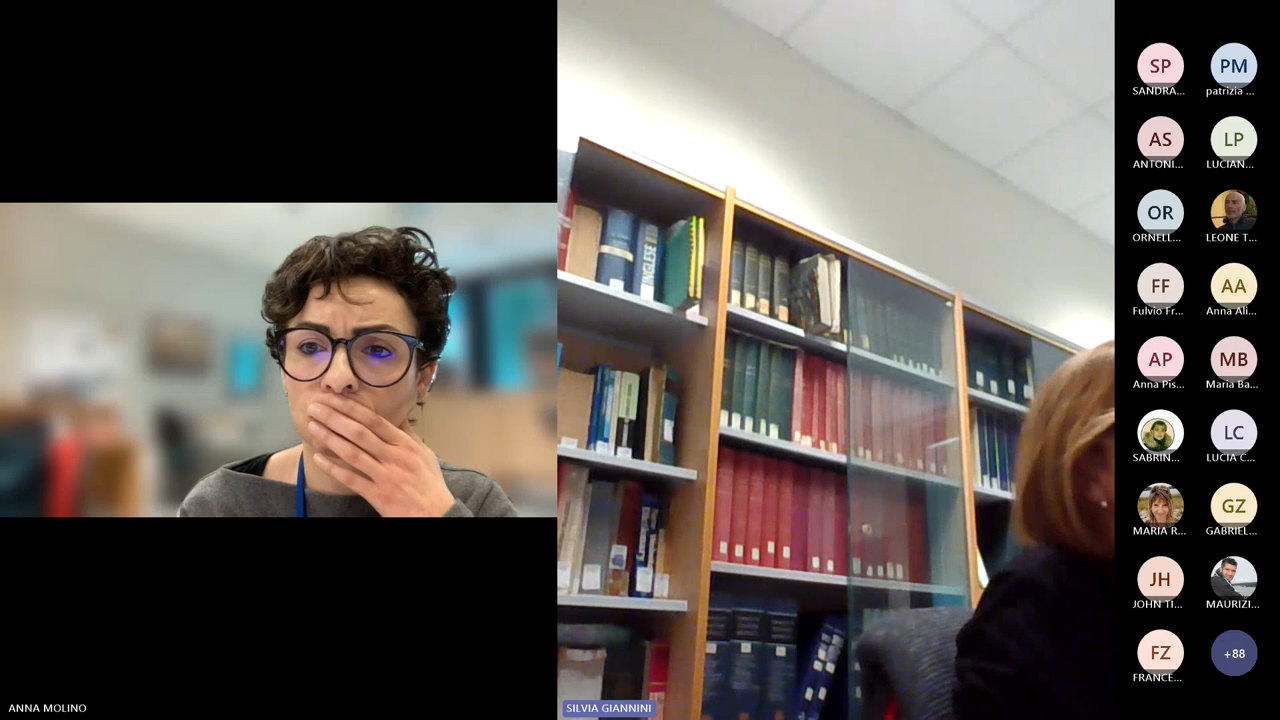 SP
PM
SANDRA...
patrizia ...
AS
LP
ANTONI...
LUCIAN...
OR
ORNELL...
LEONE T...
FF
AA
Fulvio Fr...
Anna Ali...
AP
MB
Anna Pis...
Maria Ba...
LC
SABRIN...
LUCIA C...
GZ
MARIA R...
GABRIEL...
JH
JOHN TI...
MAURIZI...
FZ
+88
FRANCE...
INGLESE
ANNA MOLINO
SILVIA GIANNINI